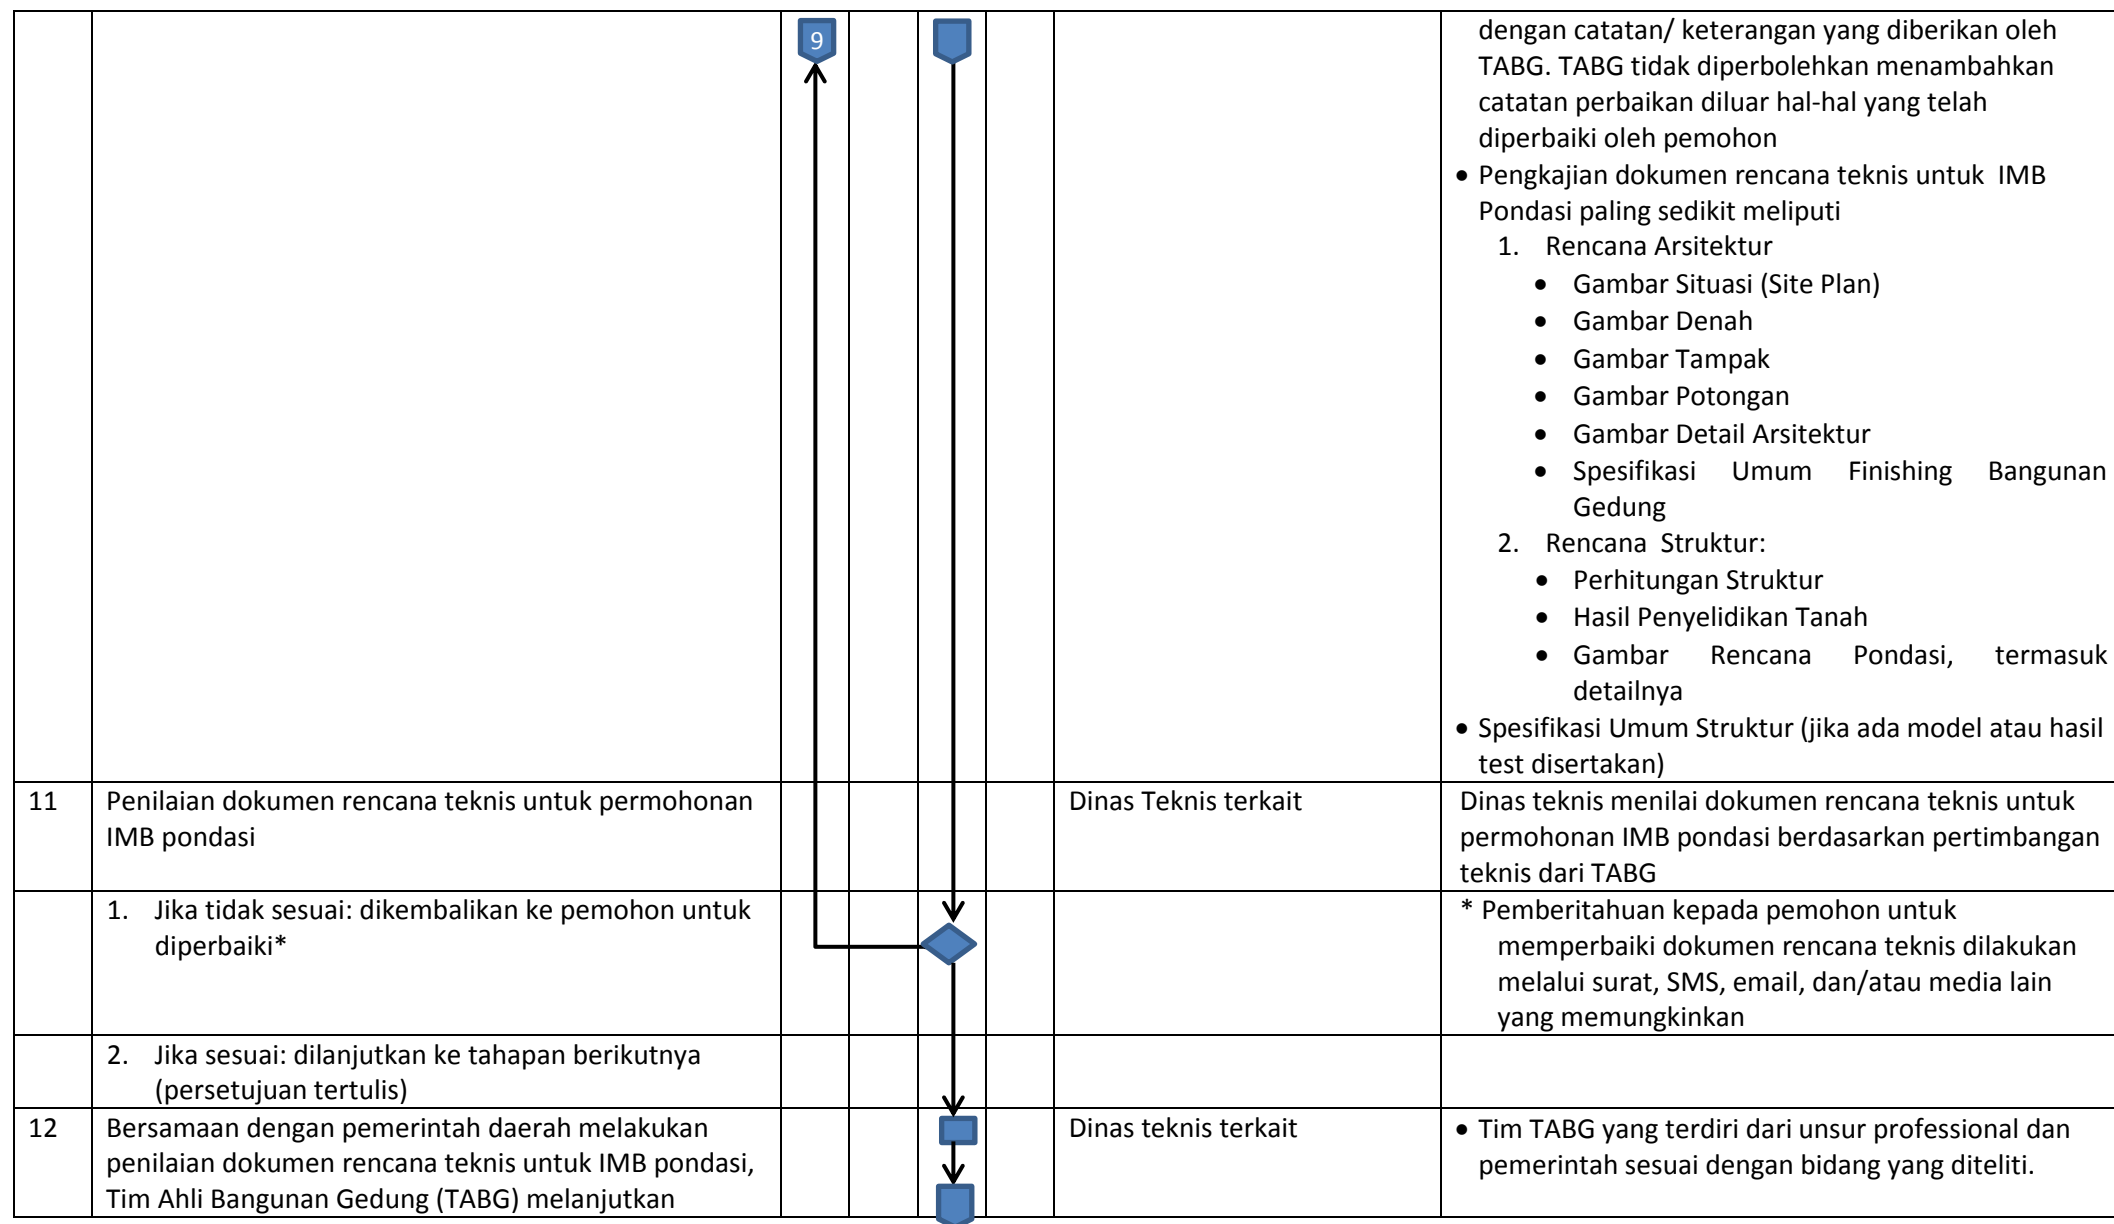 9
dengan catatan/ keterangan yang diberikan oleh
TABG. TABG tidak diperbolehkan menambahkan
catatan perbaikan diluar hal-hal yang telah
diperbaiki oleh pemohon
• Pengkajian dokumen rencana teknis untuk IMB
Pondasi paling sedikit meliputi
1. Rencana Arsitektur
• Gambar Situasi (Site Plan)
• Gambar Denah
• Gambar Tampak
• Gambar Potongan
• Gambar Detail Arsitektur
• Spesifikasi Umum Finishing Bangunan
Gedung
2. Rencana Struktur:
• Perhitungan Struktur
• Hasil Penyelidikan Tanah
• Gambar Rencana Pondasi, termasuk
detailnya
• Spesifikasi Umum Struktur (jika ada model atau hasil
test disertakan)
11
Penilaian dokumen rencana teknis untuk permohonan
IMB pondasi
Dinas Teknis terkait
Dinas teknis menilai dokumen rencana teknis untuk
permohonan IMB pondasi berdasarkan pertimbangan
teknis dari TABG
1. Jika tidak sesuai: dikembalikan ke pemohon untuk
diperbaiki*
* Pemberitahuan kepada pemohon untuk
memperbaiki dokumen rencana teknis dilakukan
melalui surat, SMS, email, dan/atau media lain
yang memungkinkan
2. Jika sesuai: dilanjutkan ke tahapan berikutnya
(persetujuan tertulis)
12
Bersamaan dengan pemerintah daerah melakukan
penilaian dokumen rencana teknis untuk IMB pondasi,
Tim Ahli Bangunan Gedung (TABG) melanjutkan
Dinas teknis terkait
• Tim TABG yang terdiri dari unsur professional dan
pemerintah sesuai dengan bidang yang diteliti.